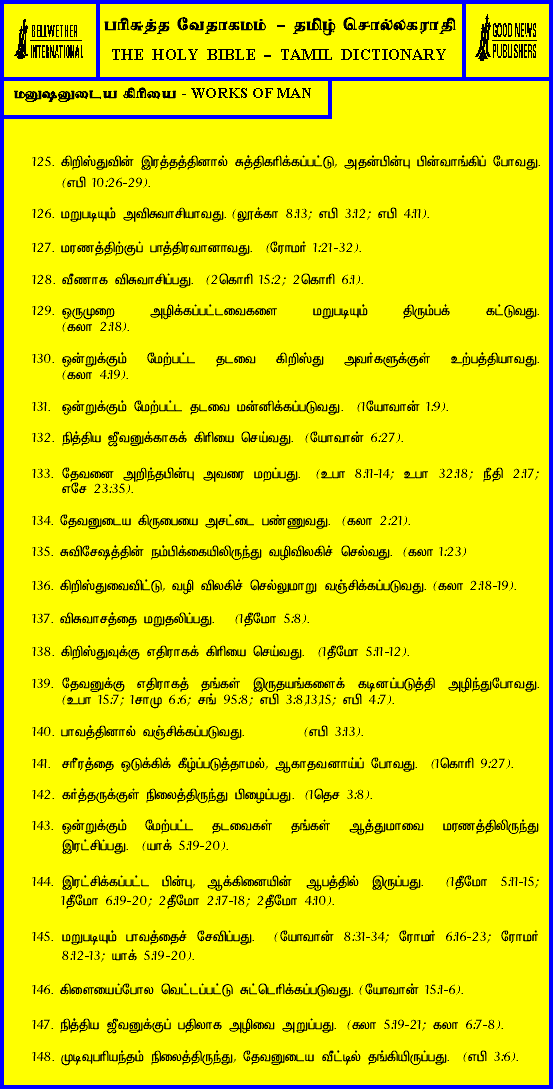 BELLWETHER
INTERNATIONAL
பரிசுத்த வேதாகமம் – தமிழ் சொல்லகராதி
THE HOLY BIBLE – TAMIL DICTIONARY
GOOD NEWS
PUBLISHERS
மனுஷனுடைய கிரியை - WORKS OF MAN
125. கிறிஸ்துவின் இரத்தத்தினால் சுத்திகரிக்கப்பட்டு, அதன்பின்பு பின்வாங்கிப் போவது.
(எபி 10:26-29).
126. மறுபடியும் அவிசுவாசியாவது. (லூக்கா 8:13; எபி 3:12; எபி 4:11).
127. மரணத்திற்குப் பாத்திரவானாவது. (ரோமர் 1:21-32).
128. வீணாக விசுவாசிப்பது. (2கொரி 15:2; 2கொரி 6:1).
129. ஒருமுறை அழிக்கப்பட்டவைகளை மறுபடியும் திரும்பக் கட்டுவது.
(கலா 2:18).
130. ஒன்றுக்கும் மேற்பட்ட தடவை கிறிஸ்து அவர்களுக்குள் உற்பத்தியாவது.
(கலா 4:19).
131. ஒன்றுக்கும் மேற்பட்ட தடவை மன்னிக்கப்படுவது. (1யோவான் 1:9).
132. நித்திய ஜீவனுக்காகக் கிரியை செய்வது. (யோவான் 6:27).
133. தேவனை அறிந்தபின்பு அவரை மறப்பது. (உபா 8:11-14; உபா 32:18; நீதி 2:17;
எசே 23:35).
134. தேவனுடைய கிருபையை அசட்டை பண்ணுவது. (கலா 2:21).
135. சுவிசேஷத்தின் நம்பிக்கையிலிருந்து வழிவிலகிச் செல்வது. (கலா 1:23)
136. கிறிஸ்துவைவிட்டு, வழி விலகிச் செல்லுமாறு வஞ்சிக்கப்படுவது. (கலா 2:18-19).
137. விசுவாசத்தை மறுதலிப்பது. (1தீமோ 5:8).
138. கிறிஸ்துவுக்கு எதிராகக் கிரியை செய்வது. (1தீமோ 5:11-12).
139. தேவனுக்கு எதிராகத் தங்கள் இருதயங்களைக் கடினப்படுத்தி அழிந்துபோவது.
(உபா 15:7; 1சாமு 6:6; சங் 95:8; எபி 3:8,13,15; எபி 4:7).
140. பாவத்தினால் வஞ்சிக்கப்படுவது. (எபி 3:13).
141. சரீரத்தை ஒடுக்கிக் கீழ்ப்படுத்தாமல், ஆகாதவனாய்ப் போவது. (1கொரி 9:27).
142. கர்த்தருக்குள் நிலைத்திருந்து பிழைப்பது. (1தெச 3:8).
143. ஒன்றுக்கும் மேற்பட்ட தடவைகள் தங்கள் ஆத்துமாவை மரணத்திலிருந்து
இரட்சிப்பது. (யாக் 5:19-20).
144. இரட்சிக்கப்பட்ட பின்பு, ஆக்கினையின் ஆபத்தில் இருப்பது. (1தீமோ 5:11-15;
1தீமோ 6:19-20; 2தீமோ 2:17-18; 2தீமோ 4:10).
145. மறுபடியும் பாவத்தைச் சேவிப்பது. (யோவான் 8:31-34; ரோமர் 6:16-23; ரோமர்
8:12-13; யாக் 5:19-20).
146. கிளையைப்போல வெட்டப்பட்டு சுட்டெரிக்கப்படுவது. (யோவான் 15:1-6).
147. நித்திய ஜீவனுக்குப் பதிலாக அழிவை அறுப்பது. (கலா 5:19-21; கலா 6:7-8).
148. முடிவுபரியந்தம் நிலைத்திருந்து, தேவனுடைய வீட்டில் தங்கியிருப்பது. (எபி 3:6).